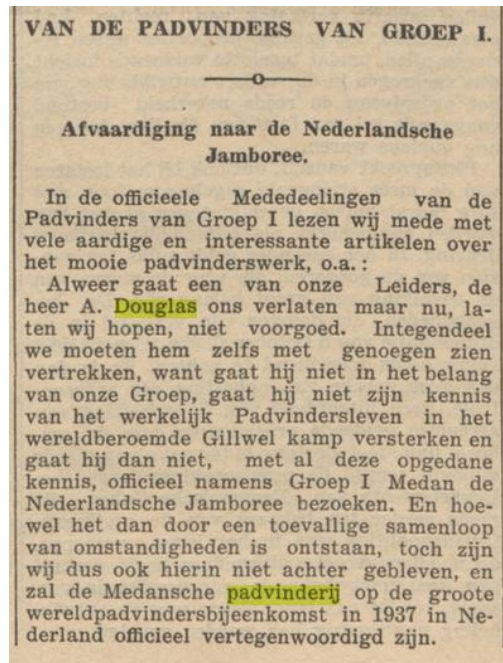 VAN DE PADVINDERS VAN GROEP I.
Afvaardiging naar de Nederlandsche
Jamboree.
In de officieele Mededeelingen van de
Padvinders van Groep I lezen wij mede met
vele aardige en interessante artikelen over
het mooie padvinderswerk, o.a.:
Alweer gaat een van onze Leiders, de
heer A. Douglas ons verlaten maar nu, la-
ten wij hopen, niet voorgoed. Integendeel
we moeten hem zelfs met genoegen zien
vertrekken, want gaat hij niet in het belang
van onze Groep, gaat hij niet zijn kennis
van het werkelijk Padvindersleven in het
wereldberoemde Gillwel kamp versterken en
gaat hij dan niet, met al deze opgedane
kennis, officieel namens Groep I Medan de
Nederlandsche Jamboree bezoeken. En hoe-
wel het dan door een toevallige samenloop
van omstandigheden is ontstaan, toch zijn
wij dus ook hierin niet achter gebleven, en
zal de Medansche padvinderij op de groote
wereldpadvindersbijeenkomst in 1937 in Ne-
derland officieel vertegenwoordigd zijn.